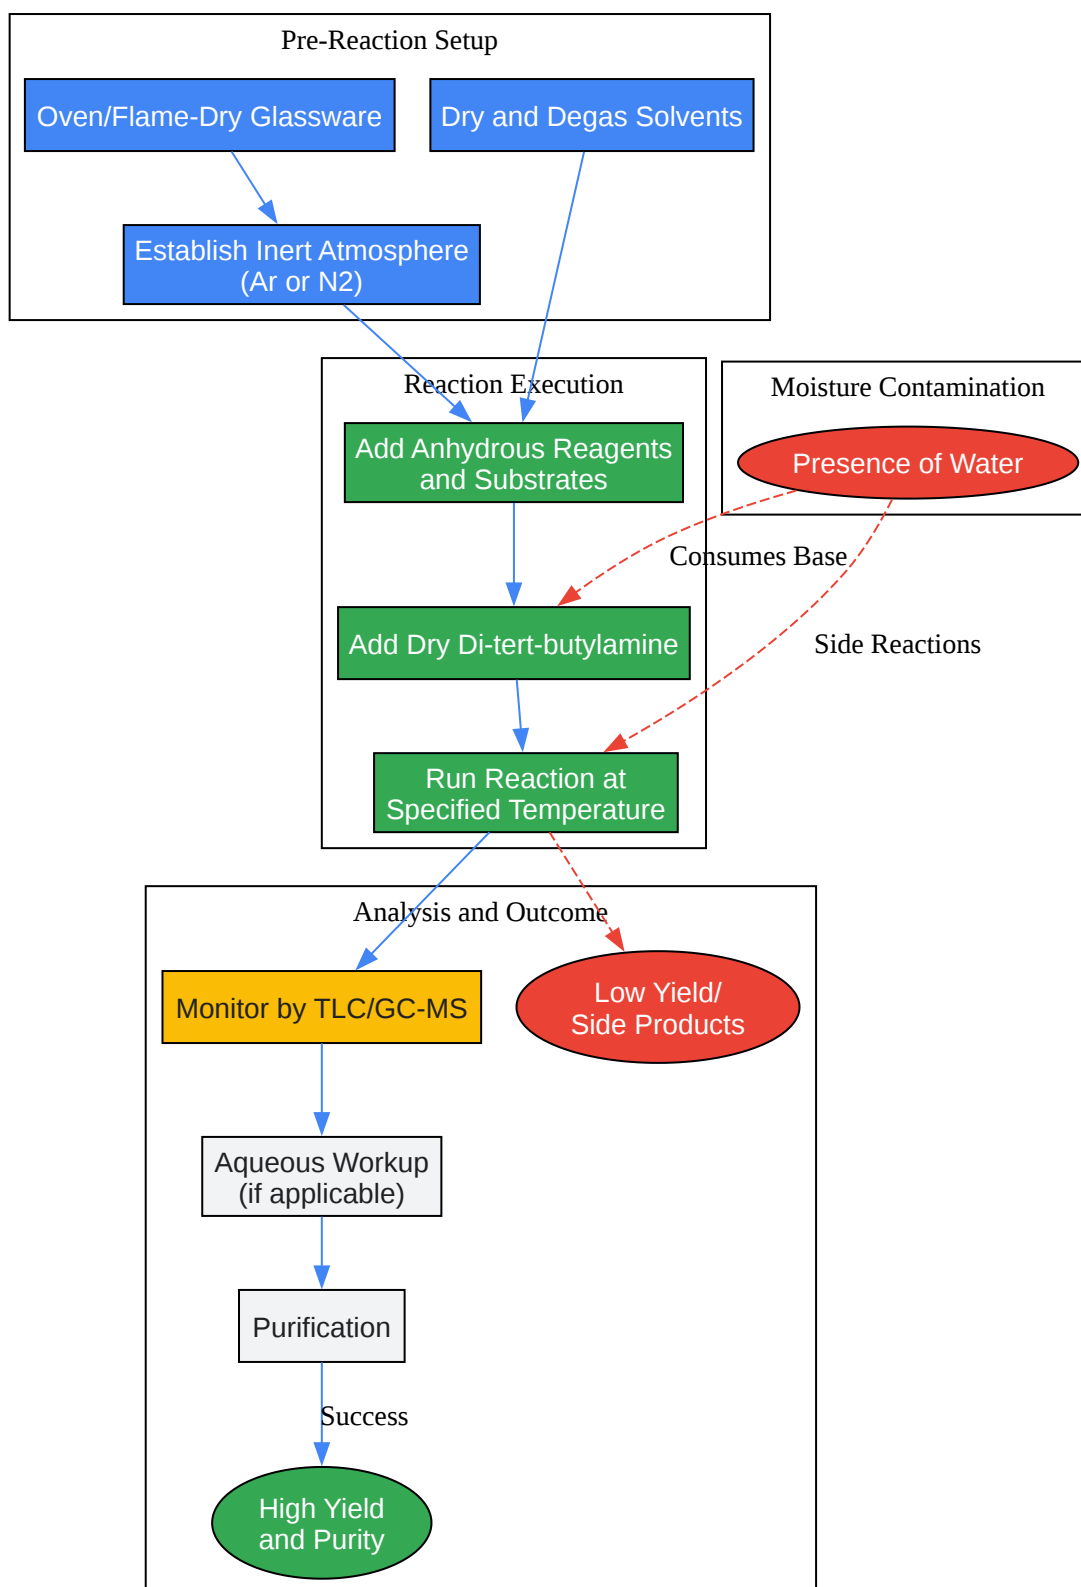 Pre-Reaction Setup
Oven/Flame-Dry Glassware
Dry and Degas Solvents
Establish Inert Atmosphere
(Ar or N2)
Reaction Execution
Moisture Contamination
Add Anhydrous Reagents
and Substrates
Presence of Water
Consumes Base
Add Dry Di-tert-butylamine
Side Reactions
Run Reaction at
Specified Temperature
Analysis and Outcome
Monitor by TLC/GC-MS
Low Yield/
Side Products
Aqueous Workup
(if applicable)
Purification
Success
High Yield
and Purity